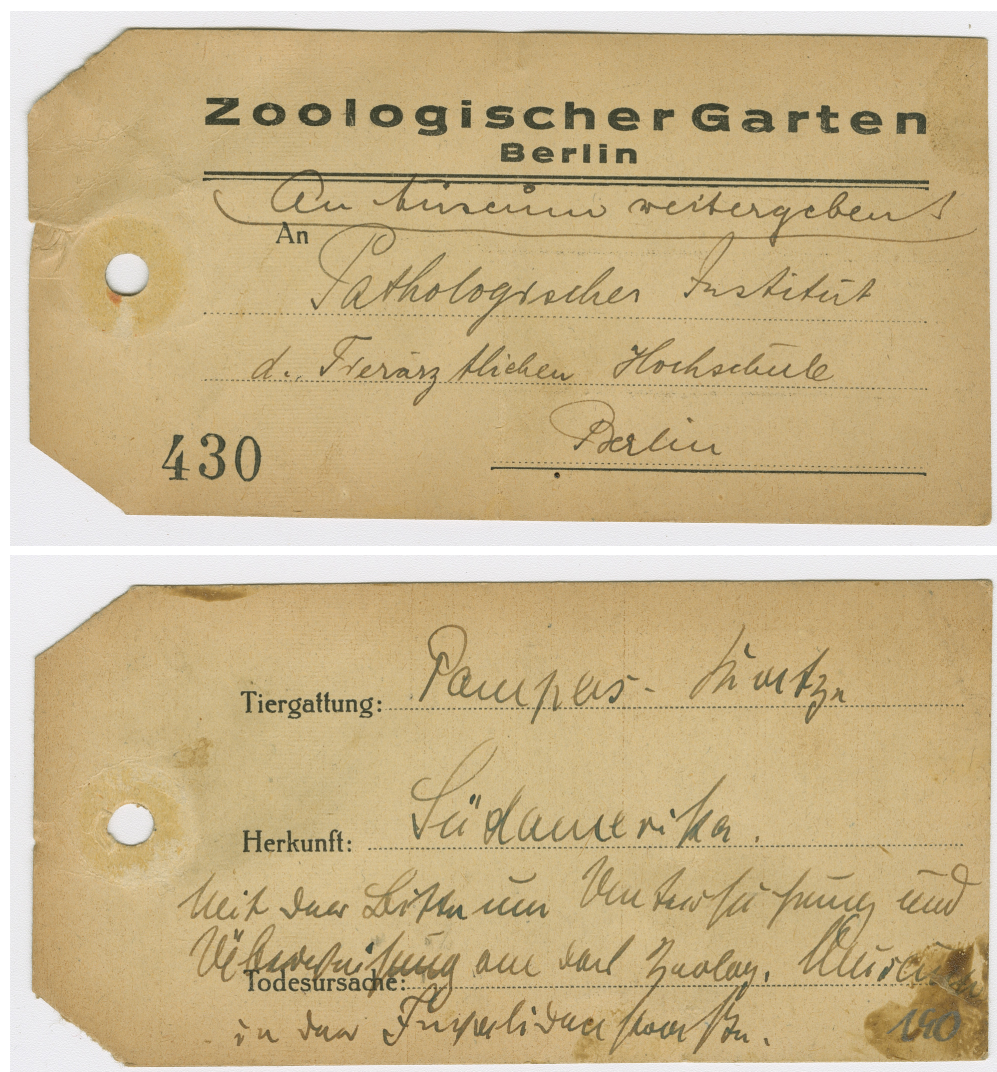 Zoologischer Garten
Berlin
An Museum weitergeben!
An
Pathologisches Institut
d. Tierärztlichen Hochschule
Berlin
430
Tiergattung: Pampas-Katze
Herkunft: Südamerika.
Mit der Bitte um Untersuchung und
Überweisung an das Zoolog. Museum
Todesursache:
in der Invalidenstraße.
190